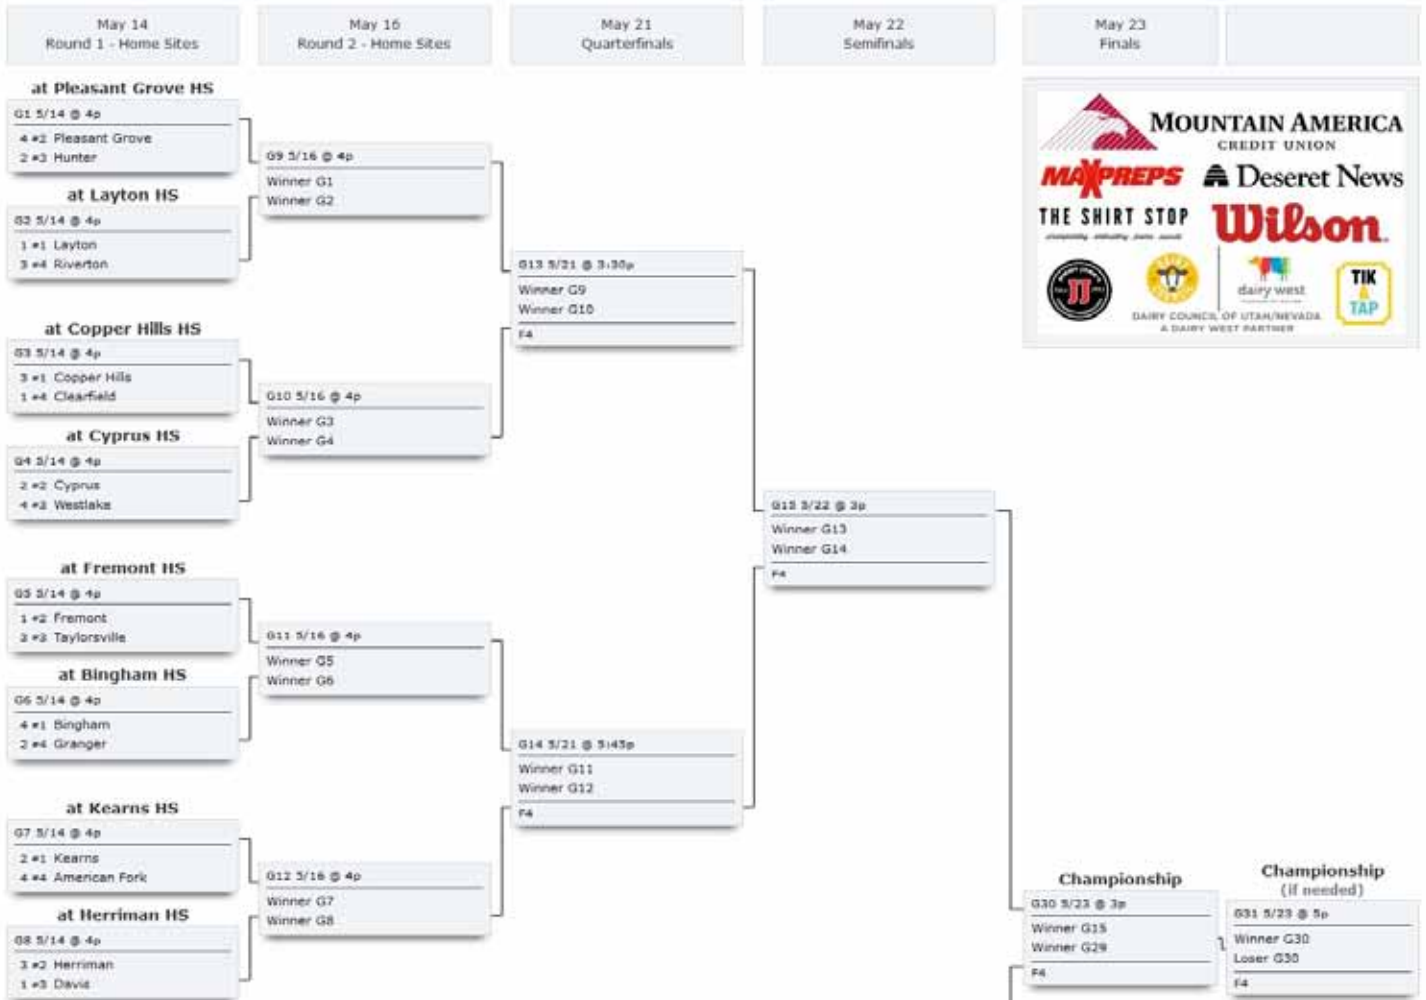 May 14
Round 1 - Home Sites
May 16
Round 2 - Home Sites
May 21
Quarterfinals
May 22
Semifinals
May 23
Finals
at Pleasant Grove HS
G1 5/14 @ 4p
4 #2 Pleasant Grove
2 #3 Hunter
at Layton HS
G2 5/14 @ 4p
1 #1 Layton
3 #4 Riverton
at Copper Hills HS
G3 5/14 @ 4p
3 #1 Copper Hills
1 #4 Clearfield
at Cyprus HS
G4 5/14 @ 4p
2 #2 Cyprus
4 #3 Westlake
at Fremont HS
G5 5/14 @ 4p
1 #2 Fremont
#3 Taylorsville
at Bingham HS
G6 5/14 @ 4p
4 #1 Bingham
2 #4 Granger
at Kearns HS
G7 5/14 @ 4p
2 #1 Kearns
4 #4 American Fork
at Herriman HS
G8 5/14 @ 4p
3 #2 Herriman
1 #3 Davis
G9 5/16 @ 4p
Winner G1
Winner G2
G10 5/16 @ 4p
Winner G3
Winner G4
G11 5/16 @ 4p
Winner G5
Winner G6
G12 5/16 @ 4p
Winner G7
Winner G8
G13 5/21 @ 3:30p
Winner G9
Winner G10
F4
G14 5/21 @ 5:45p
Winner G11
Winner G12
F4
G15 5/22 @ 3p
Winner G13
Winner G14
F4
MOUNTAIN AMERICA
CREDIT UNION
MAXPREPS
Deseret News
THE SHIRT STOP
Wilson
JJ
dairy west
TIK
TAP
DAIRY COUNCIL OF UTAH/NEVADA
A DAIRY WEST PARTNER
Championship
G30 5/23 @ 3p
Winner G15
Winner G29
F4
Championship
(if needed)
G31 5/23 @ 5p
Winner G30
Loser G30
F4